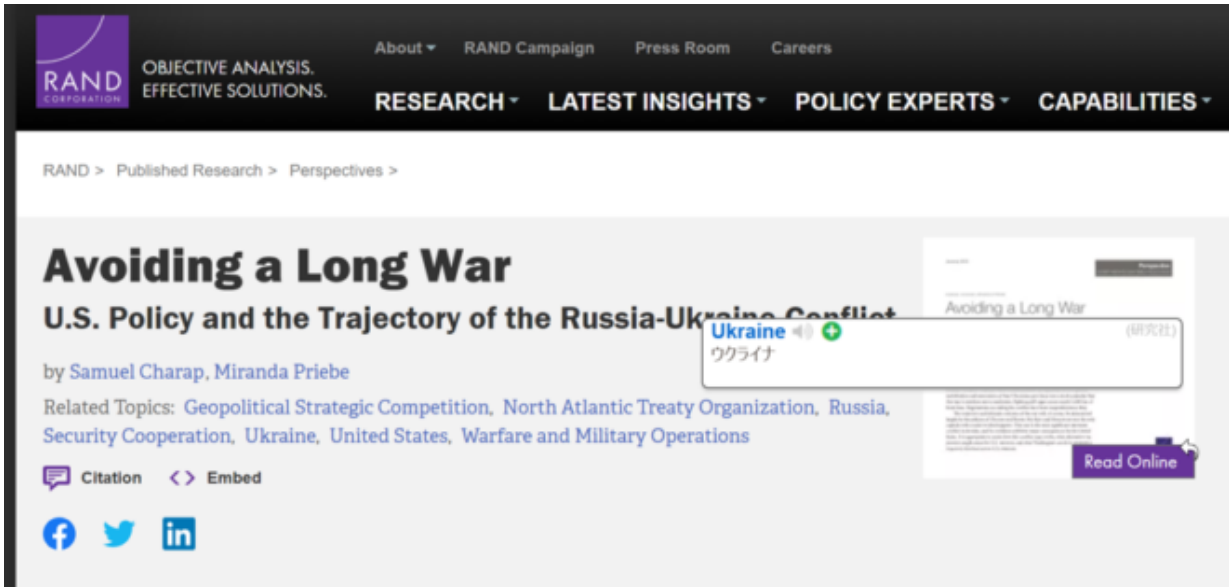 About RAND Campaign Press Room Careers
RAND
CORPORATION
OBJECTIVE ANALYSIS.
EFFECTIVE SOLUTIONS.
RESEARCH LATEST INSIGHTS POLICY EXPERTS CAPABILITIES
RAND > Published Research > Perspectives >
Avoiding a Long War
U.S. Policy and the Trajectory of the Russia-Ukraine Conflict
by Samuel Charap, Miranda Priebe
Related Topics: Geopolitical Strategic Competition, North Atlantic Treaty Organization, Russia,
Security Cooperation, Ukraine, United States, Warfare and Military Operations
Citation <> Embed
Perspective
Avoiding a Long War
Ukraine (研究社)
ウクライナ
Read Online